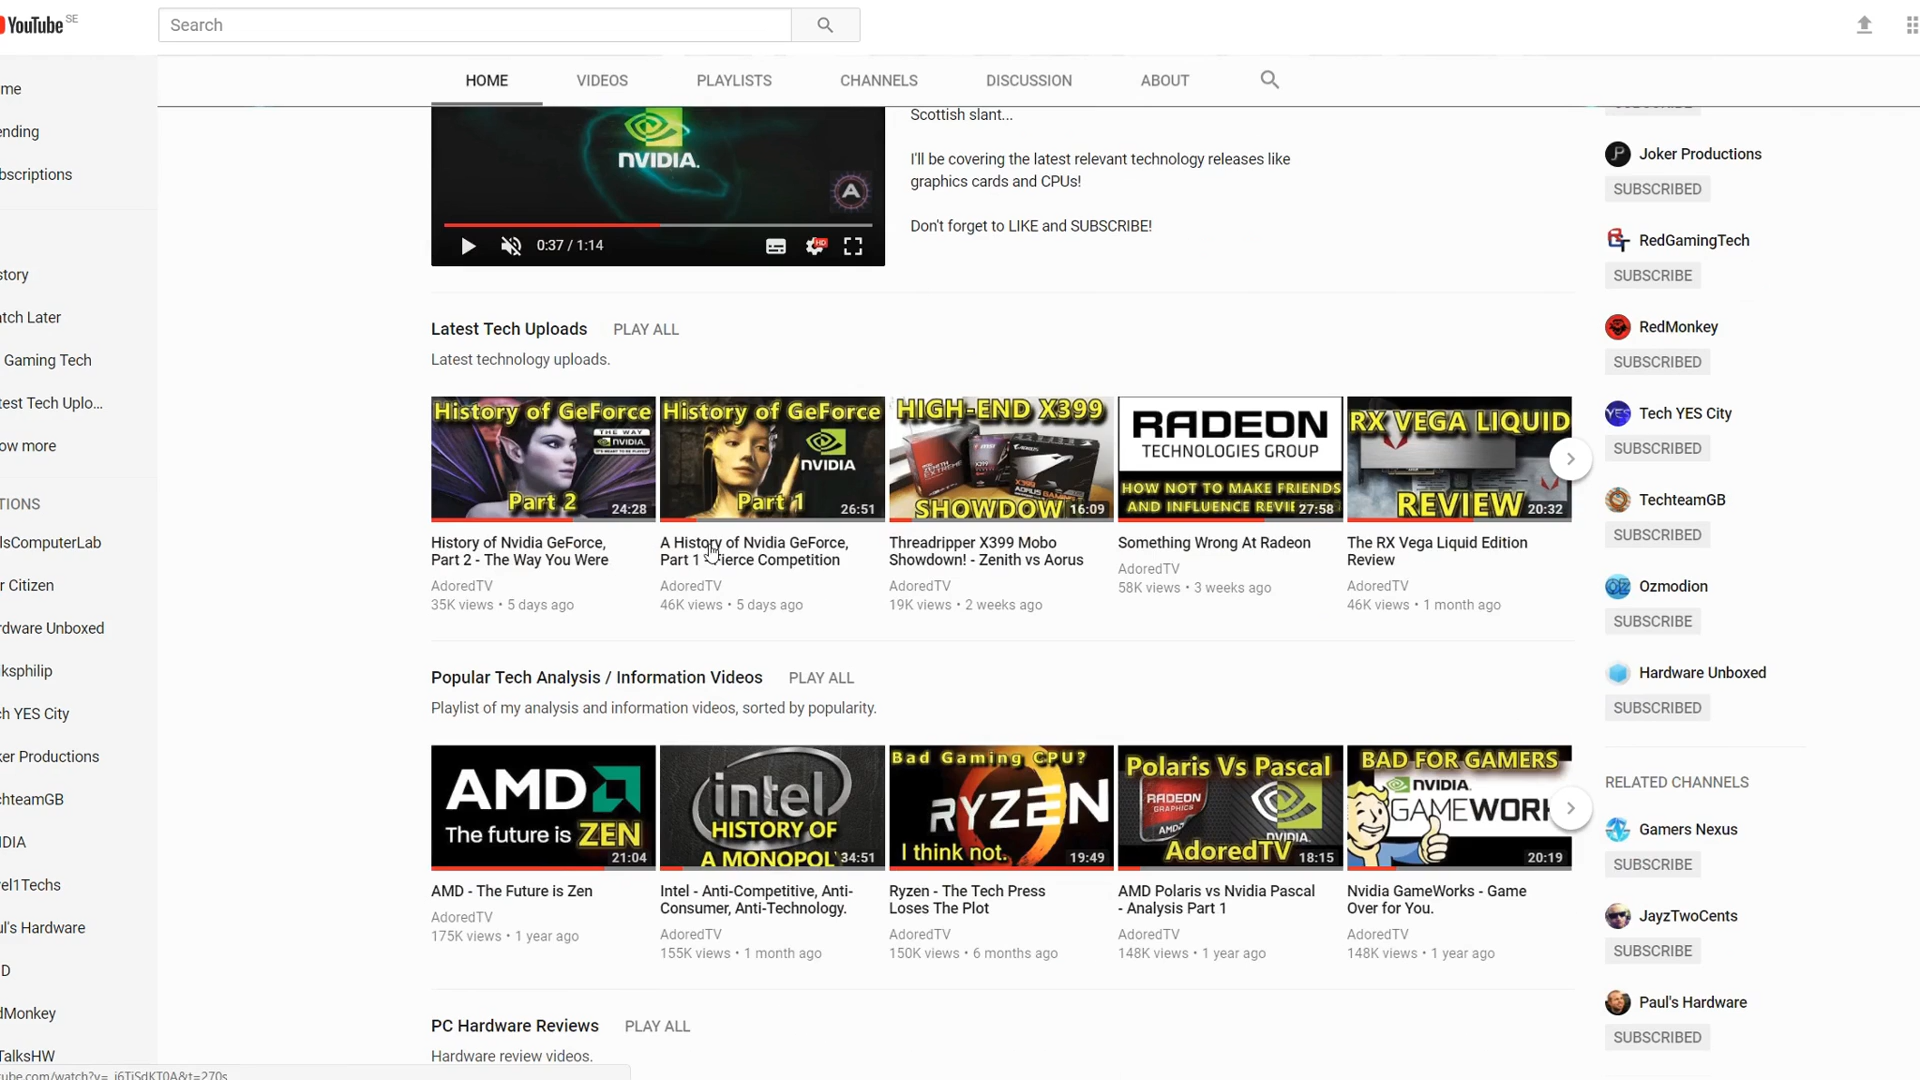 YouTube SE
Search
me
ending
bscriptions
story
tch Later
Gaming Tech
test Tech Uplo...
ow more
TIONS
lsComputerLab
r Citizen
rdware Unboxed
ksphilip
h YES City
er Productions
hteamGB
IDIA
el1Techs
ul's Hardware
D
dMonkey
TalksHW
HOME VIDEOS PLAYLISTS CHANNELS DISCUSSION ABOUT
NVIDIA.
A
0:37 / 1:14
HD
Scottish slant...
I'll be covering the latest relevant technology releases like
graphics cards and CPUs!
Don't forget to LIKE and SUBSCRIBE!
Latest Tech Uploads PLAY ALL
Latest technology uploads.
History of GeForce
THE WAY
NVIDIA.
Part 2
24:28
History of Nvidia GeForce,
Part 2 - The Way You Were
AdoredTV
35K views • 5 days ago
History of GeForce
NVIDIA
Part 1
26:51
A History of Nvidia GeForce,
Part 1 - Fierce Competition
AdoredTV
46K views • 5 days ago
HIGH-END X399
SHOWDOWN
16:09
Threadripper X399 Mobo
Showdown! - Zenith vs Aorus
AdoredTV
19K views • 2 weeks ago
RADEON
TECHNOLOGIES GROUP
HOW NOT TO MAKE FRIENDS
AND INFLUENCE REVIE
27:58
Something Wrong At Radeon
AdoredTV
58K views • 3 weeks ago
RX VEGA LIQUID
REVIEW
20:32
The RX Vega Liquid Edition
Review
AdoredTV
46K views • 1 month ago
Popular Tech Analysis / Information Videos PLAY ALL
Playlist of my analysis and information videos, sorted by popularity.
AMD
The future is ZEN
21:04
AMD - The Future is Zen
AdoredTV
175K views • 1 year ago
intel
HISTORY OF
A MONOPOL
34:51
Intel - Anti-Competitive, Anti-
Consumer, Anti-Technology.
AdoredTV
155K views • 1 month ago
Bad Gaming CPU?
RYZEN
I think not.
19:49
Ryzen - The Tech Press
Loses The Plot
AdoredTV
150K views • 6 months ago
Polaris Vs Pascal
RADEON
GRAPHICS
AMD
NVIDIA.
AdoredTV
18:15
AMD Polaris vs Nvidia Pascal
- Analysis Part 1
AdoredTV
148K views • 1 year ago
BAD FOR GAMERS
NVIDIA.
GAMEWOR
20:19
Nvidia GameWorks - Game
Over for You.
AdoredTV
148K views • 1 year ago
PC Hardware Reviews PLAY ALL
Hardware review videos.
Joker Productions
SUBSCRIBED
RedGamingTech
SUBSCRIBE
RedMonkey
SUBSCRIBED
Tech YES City
SUBSCRIBED
TechteamGB
SUBSCRIBED
Ozmodion
SUBSCRIBE
Hardware Unboxed
SUBSCRIBED
RELATED CHANNELS
Gamers Nexus
SUBSCRIBE
JayzTwoCents
SUBSCRIBE
Paul's Hardware
SUBSCRIBE